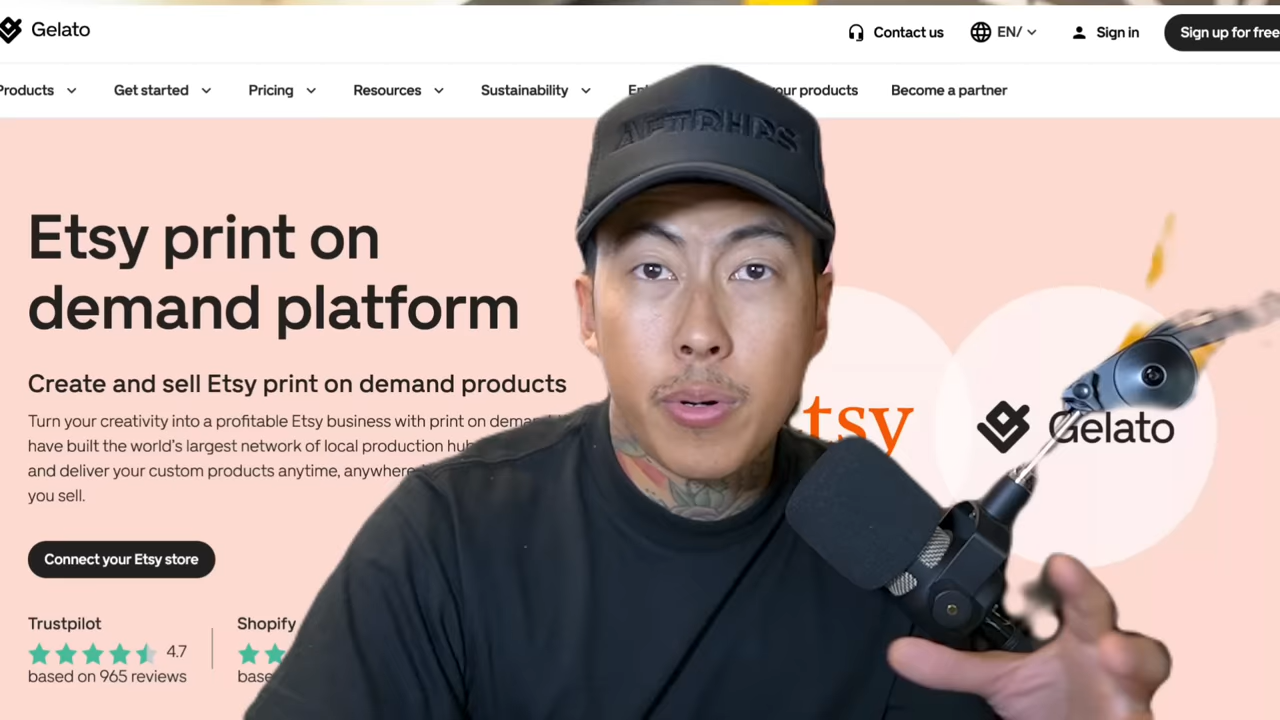 Gelato
Contact us
EN/
Sign in
Sign up for free
Products
Get started
Pricing
Resources
Sustainability
your products
Become a partner
AFTRHRS
Etsy print on
demand platform
Create and sell Etsy print on demand products
Turn your creativity into a profitable Etsy business with print on
have built the world's largest network of local production
and deliver your custom products anytime, anywhere
you sell.
tsy
Gelato
Connect your Etsy store
Trustpilot
Shopify
4.7
based on 965 reviews
base